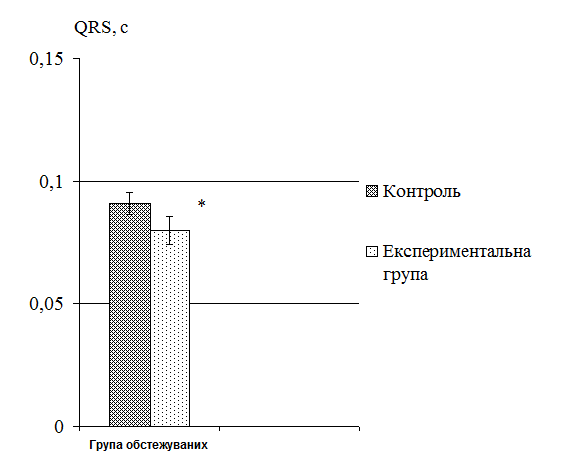 QRS, с
0,15
0,1
0,05
0
*
Контроль
Експериментальна
група
Група обстежуваних